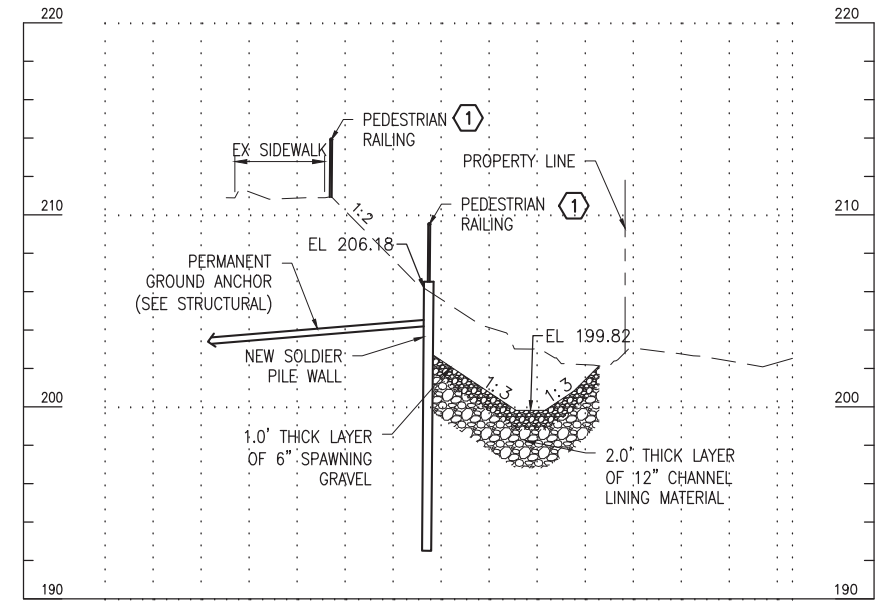 220
220
PEDESTRIAN 1
RAILING
EX SIDEWALK
PROPERTY LINE
210
210
1:2
PEDESTRIAN 1
RAILING
EL 206.18
PERMANENT
GROUND ANCHOR
(SEE STRUCTURAL)
EL 199.82
NEW SOLDIER
PILE WALL
1:3
1:3
200
200
1.0' THICK LAYER
OF 6" SPAWNING
GRAVEL
2.0' THICK LAYER
OF 12" CHANNEL
LINING MATERIAL
190
190